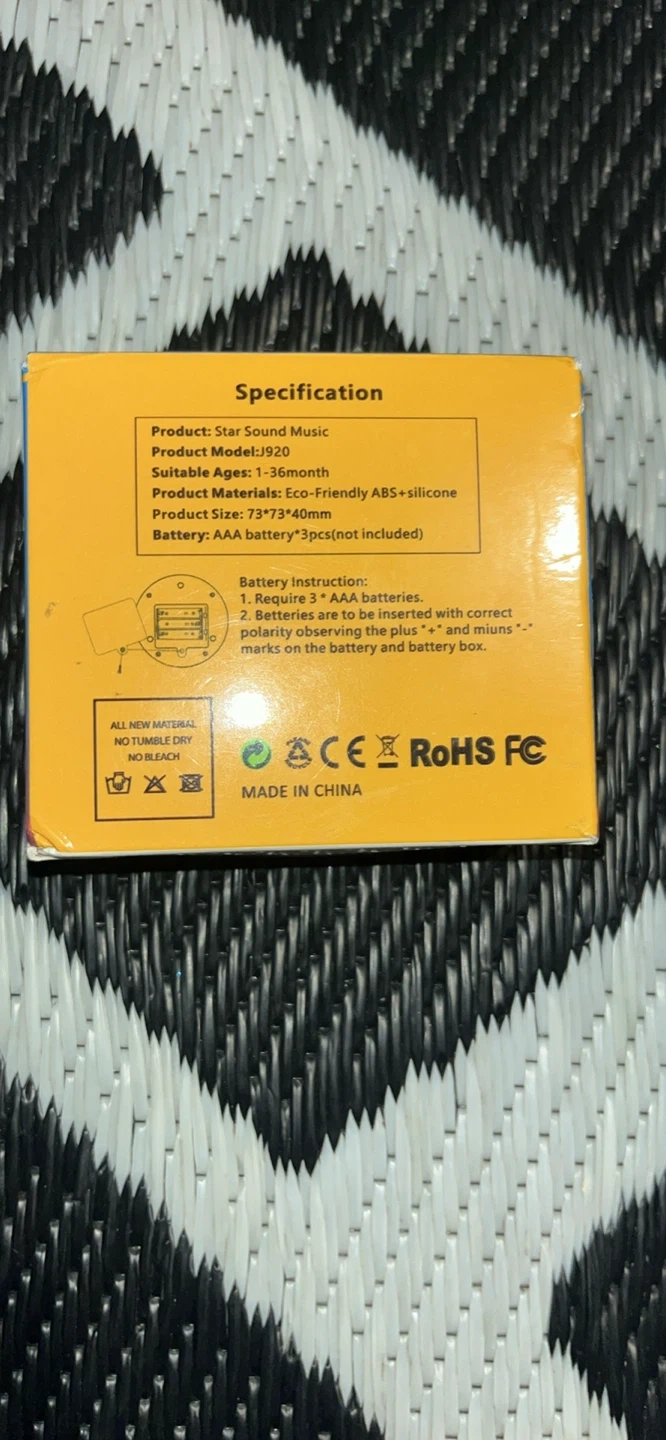 Specification
Product: Star Sound Music
Product Model:J920
Suitable Ages: 1-36month
Product Materials: Eco-Friendly ABS+silicone
Product Size: 73*73*40mm
Battery: AAA battery*3pcs(not included)
Battery Instruction:
1. Require 3 * AAA batteries.
2. Betteries are to be inserted with correct
polarity observing the plus "+" and miuns "-"
marks on the battery and battery box.
ALL NEW MATERIAL
NO TUMBLE DRY
NO BLEACH
CE RoHS FC
MADE IN CHINA